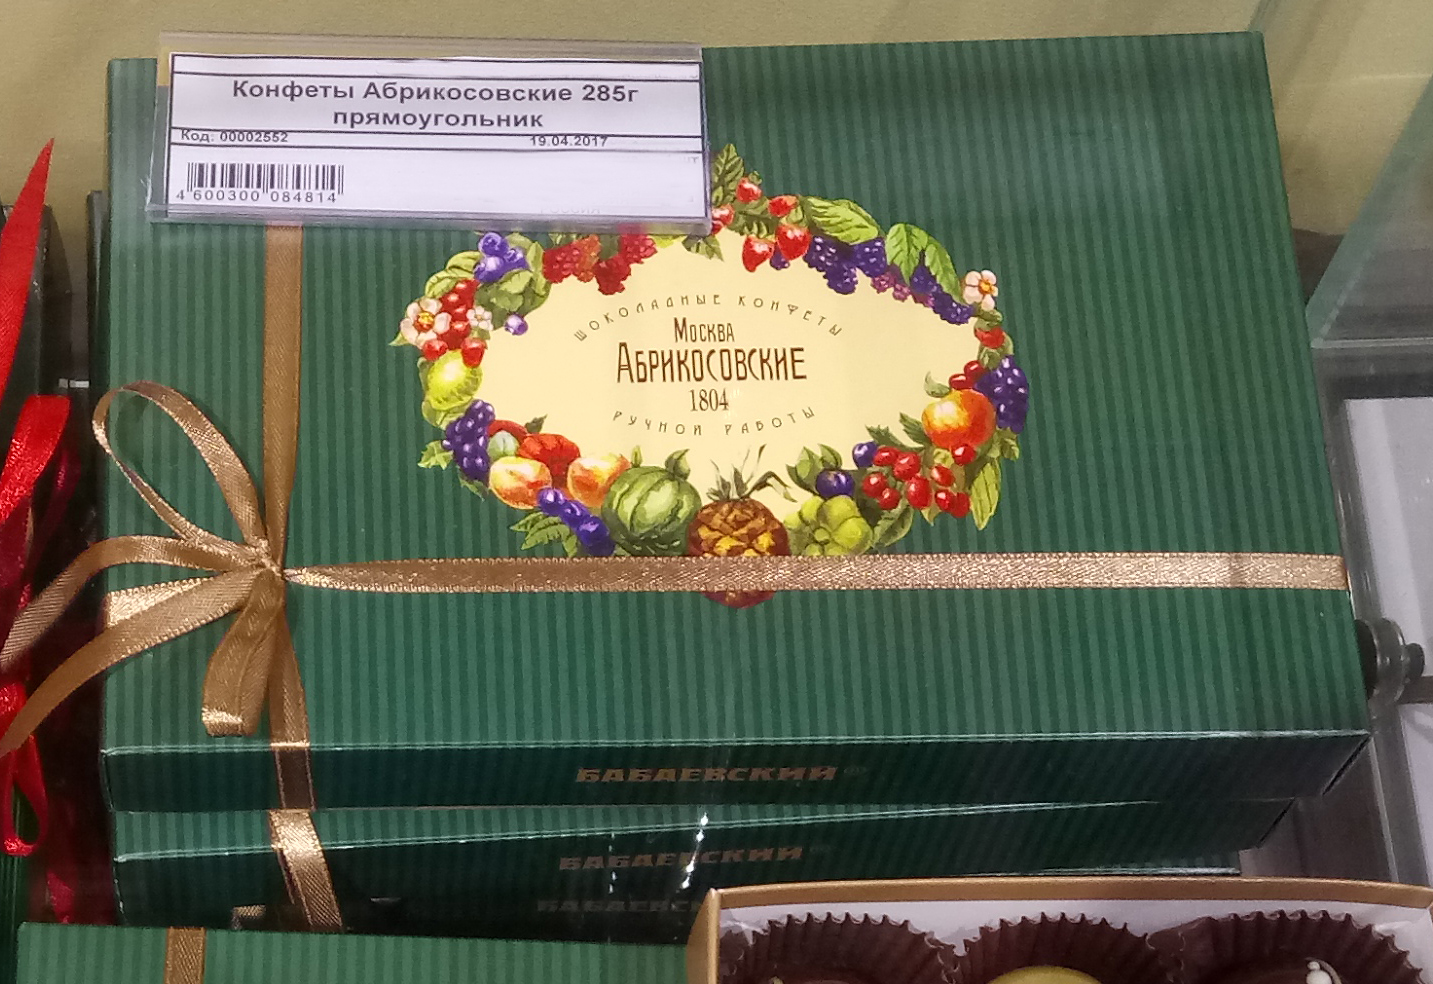 Конфеты Абрикосовские 285г
прямоугольник
Код: 00002552 19.04.2017
4 600300 084814
ШОКОЛАДНЫЕ КОНФЕТЫ
МОСКВА
АБРИКОСОВСКИЕ
1804
РУЧНОЙ РАБОТЫ
БАБАЕВСКИЙ
БАБАЕВСКИЙ